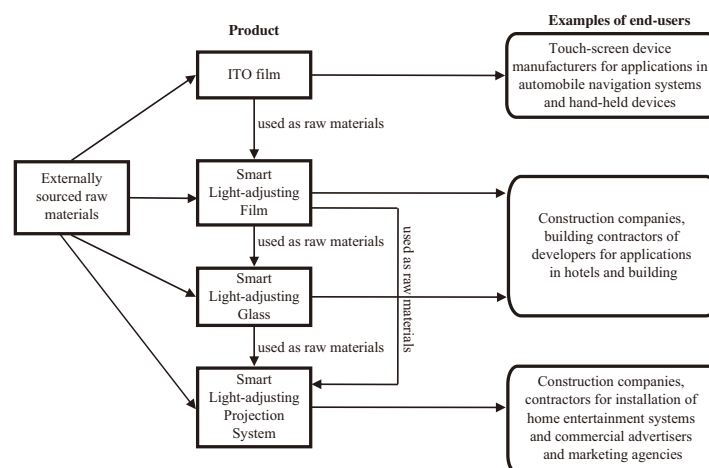 Product
Examples of end-users
ITO film
Touch-screen device
manufacturers for applications in
automobile navigation systems
and hand-held devices
used as raw materials
Externally
sourced raw
materials
Smart
Light-adjusting
Film
used as raw materials
used as raw materials
Construction companies,
building contractors of
developers for applications
in hotels and building
Smart
Light-adjusting
Glass
used as raw materials
Smart
Light-adjusting
Projection
System
Construction companies,
contractors for installation of
home entertainment systems
and commercial advertisers
and marketing agencies